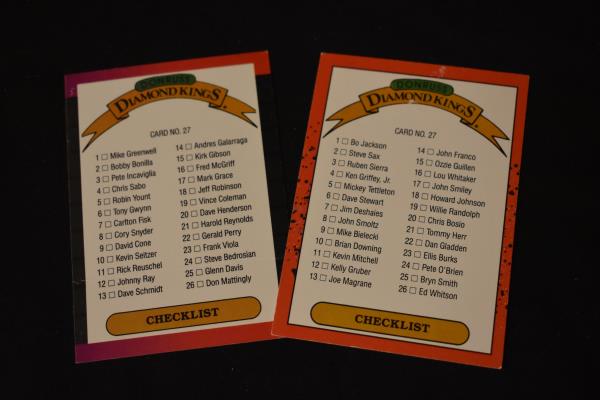 DONRUSS
DIAMOND KINGS
CARD NO. 27
1 Mike Greenwell
2 Bobby Bonilla
3 Pete Incaviglia
4 Chris Sabo
5 Robin Yount
6 Tony Gwynn
7 Carlton Fisk
8 Cory Snyder
9 David Cone
10 Kevin Seitzer
11 Rick Reuschel
12 Johnny Ray
13 Dave Schmidt
14 Andres Galarraga
15 Kirk Gibson
16 Fred McGriff
17 Mark Grace
18 Jeff Robinson
19 Vince Coleman
20 Dave Henderson
21 Harold Reynolds
22 Gerald Perry
23 Frank Viola
24 Steve Bedrosian
25 Glenn Davis
26 Don Mattingly
CHECKLIST
DONRUSS
DIAMOND KINGS
CARD NO. 27
1 Bo Jackson
2 Steve Sax
3 Ruben Sierra
4 Ken Griffey, Jr.
5 Mickey Tettleton
6 Dave Stewart
7 Jim Deshaies
8 John Smoltz
9 Mike Bielecki
10 Brian Downing
11 Kevin Mitchell
12 Kelly Gruber
13 Joe Magrane
14 John Franco
15 Ozzie Guillen
16 Lou Whitaker
17 John Smiley
18 Howard Johnson
19 Willie Randolph
20 Chris Bosio
21 Tommy Herr
22 Dan Gladden
23 Ellis Burks
24 Pete O'Brien
25 Bryn Smith
26 Ed Whitson
CHECKLIST